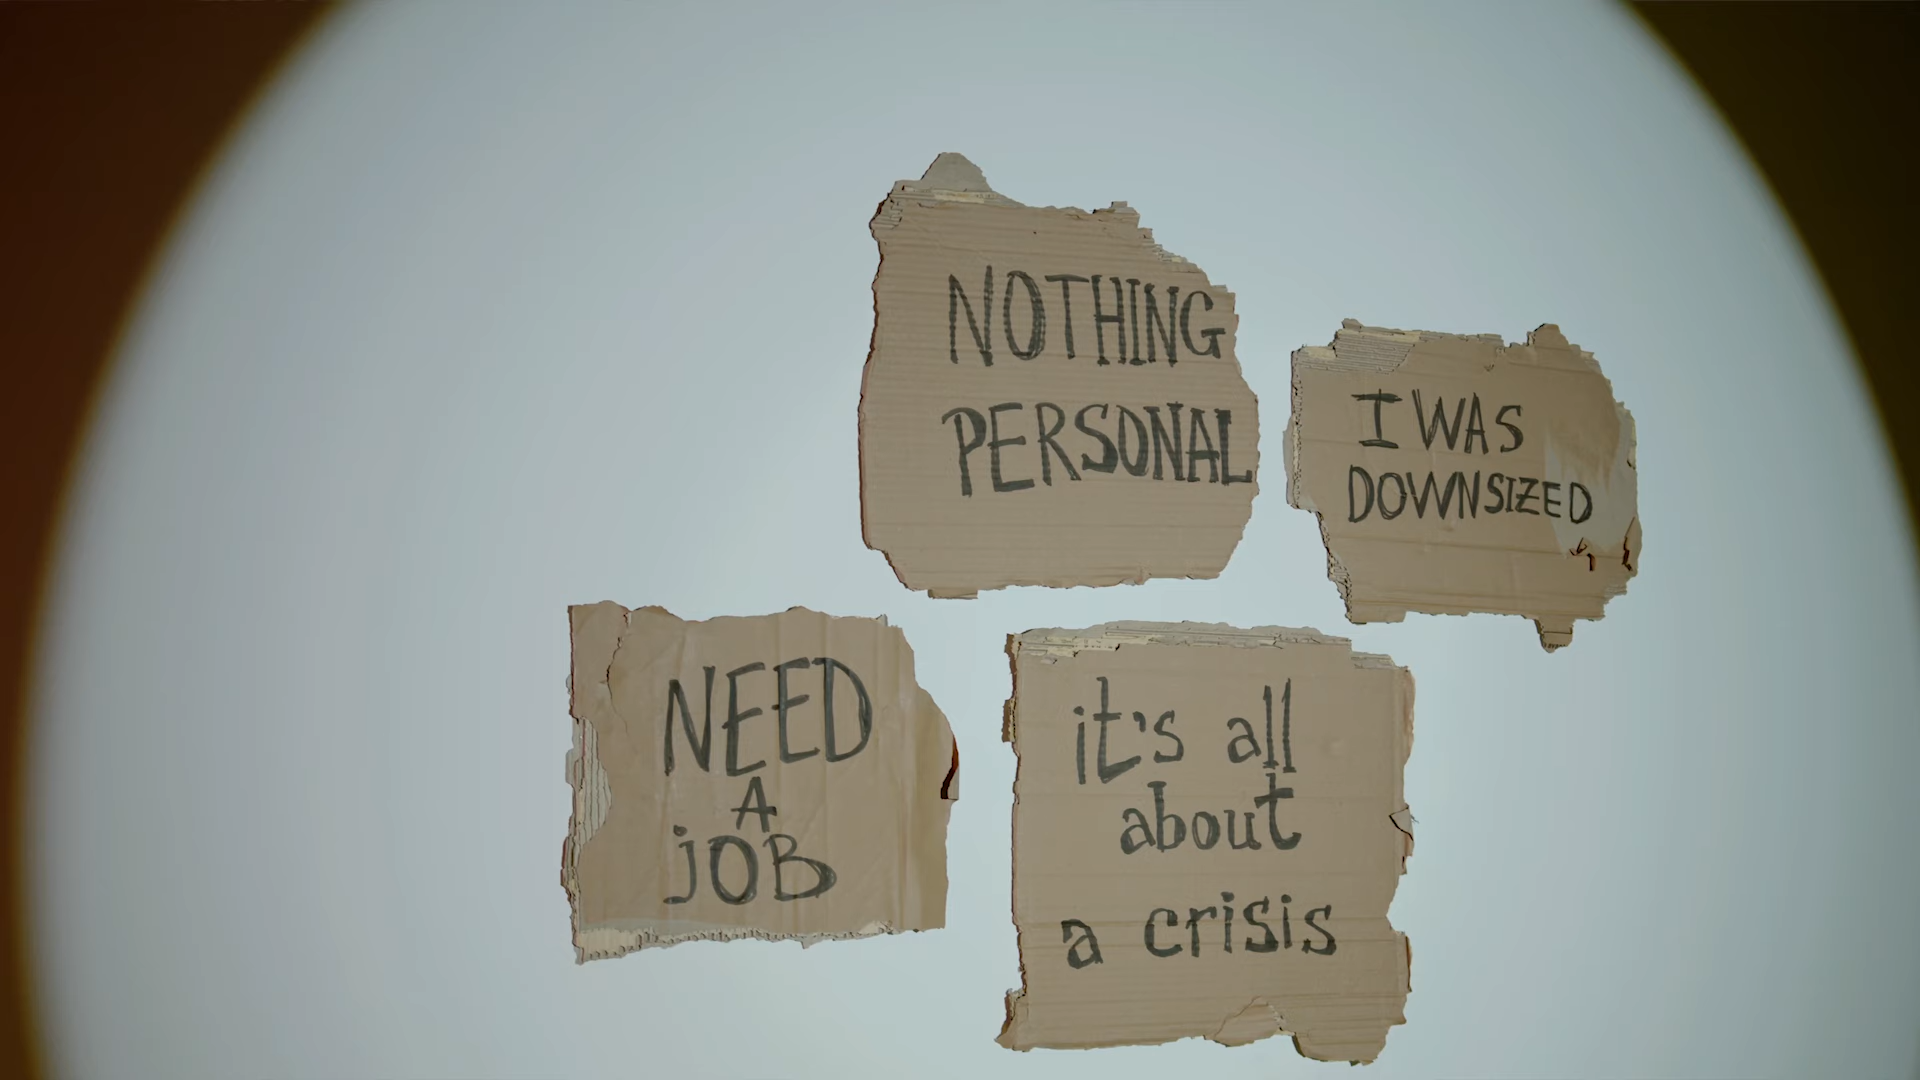 NOTHING
PERSONAL
I WAS
DOWNSIZED
NEED
A
jOB
it's all
about
a crisis